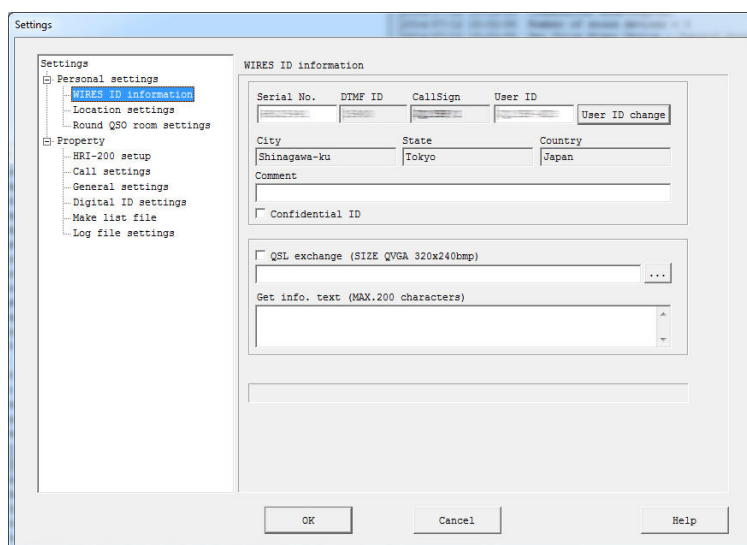 Settings
Settings
Personal settings
WIRES ID information
Location settings
Round QSO room settings
Property
HRI-200 setup
Call settings
General settings
Digital ID settings
Make list file
Log file settings
WIRES ID information
Serial No. DTMF ID CallSign User ID
User ID change
City State Country
Shinagawa-ku Tokyo Japan
Comment
Confidential ID
QSL exchange (SIZE QVGA 320x240bmp)
...
Get info. text (MAX.200 characters)
OK Cancel Help